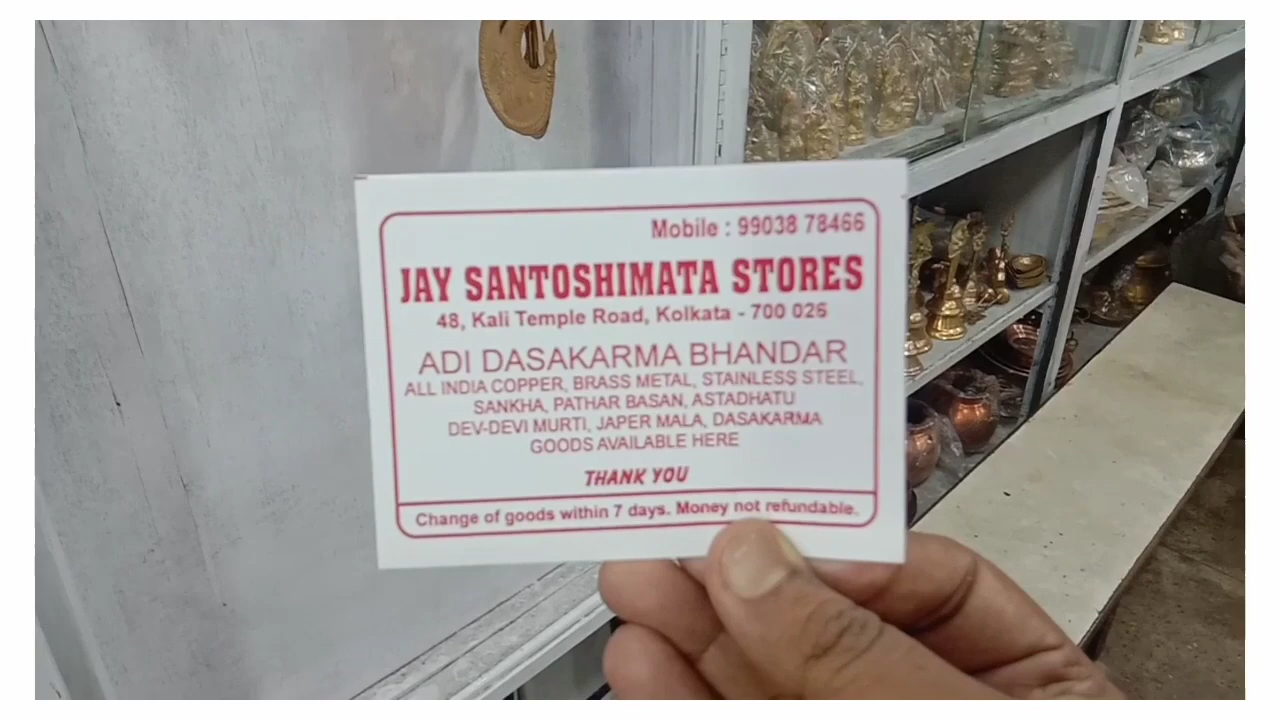 Mobile : 99038 78466
JAY SANTOSHIMATA STORES
48, Kali Temple Road, Kolkata - 700 026
ADI DASAKARMA BHANDAR
ALL INDIA COPPER, BRASS METAL, STAINLESS STEEL,
SANKHA, PATHAR BASAN, ASTADHATU
DEV-DEVI MURTI, JAPER MALA, DASAKARMA
GOODS AVAILABLE HERE
THANK YOU
Change of goods within 7 days. Money not refundable.